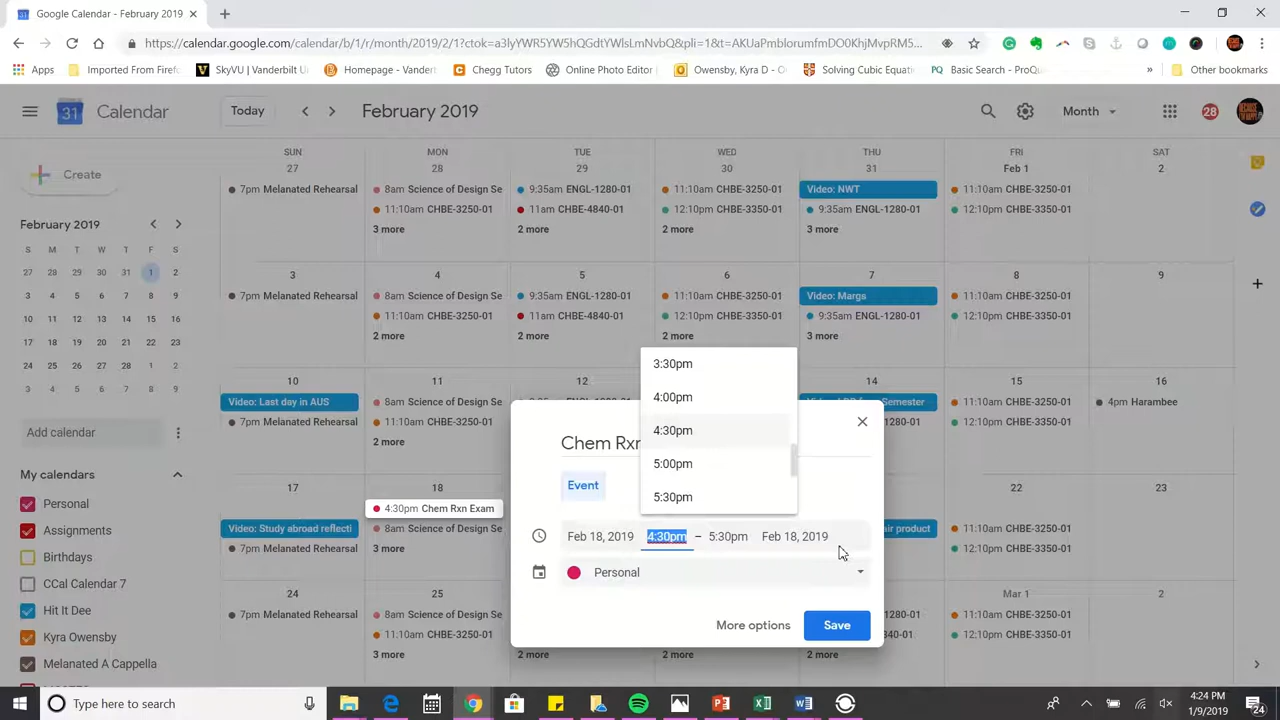 Google Calendar - February 2019
https://calendar.google.com/calendar/b/1/r/month/2019/2/1?ctok=a3lyYWR5YW5hQGdtYWlsLmNvbQ&pli=1&t=AKUaPmblorumfmDO0KhjMvpRM5...
Apps Imported From Firef SkyVU | Vanderbilt Un Homepage - Vandert Chegg Tutors Online Photo Editor | Owensby, Kyra D - O Solving Cubic Equati PQ Basic Search - ProQu » Other bookmarks
31 Calendar Today February 2019 Month 28
Create
SUN MON TUE WED THU FRI SAT
27 28 29 30 31 Feb 1 2
7pm Melanated Rehearsal 8am Science of Design Se 9:35am ENGL-1280-01 11:10am CHBE-3250-01 Video: NWT 11:10am CHBE-3250-01
11:10am CHBE-3250-01 11am CHBE-4840-01 12:10pm CHBE-3350-01 9:35am ENGL-1280-01 12:10pm CHBE-3350-01
3 more 2 more 2 more 3 more
February 2019
S M T W T F S
27 28 29 30 31 1 2
3 4 5 6 7 8 9
10 11 12 13 14 15 16
17 18 19 20 21 22 23
24 25 26 27 28 1 2
3 4 5 6 7 8 9
3 4 5 6 7 8 9
7pm Melanated Rehearsal 8am Science of Design Se 9:35am ENGL-1280-01 11:10am CHBE-3250-01 Video: Margs 11:10am CHBE-3250-01
11:10am CHBE-3250-01 11am CHBE-4840-01 12:10pm CHBE-3350-01 9:35am ENGL-1280-01 12:10pm CHBE-3350-01
2 more 2 more 2 more 3 more
10 11 12 14 15 16
Video: Last day in AUS 8am Science of Design Se Semester 11:10am CHBE-3250-01 4pm Harambee
7pm Melanated Rehearsal 11:10am CHBE-3250-01 12:10pm CHBE-3350-01
2 more
17 18 22 23
4:30pm Chem Rxn Exam
Video: Study abroad reflecti 8am Science of Design Se air product 11:10am CHBE-3250-01
7pm Melanated Rehearsal 3 more 12:10pm CHBE-3350-01
24 25 Mar 1 2
7pm Melanated Rehearsal 8am Science of Design Se 11:10am CHBE-3250-01
11:10am CHBE-3250-01 12:10pm CHBE-3350-01
3 more 2 more 2 more 2 more
Add calendar
My calendars
Personal
Assignments
Birthdays
CCal Calendar 7
Hit It Dee
Kyra Owensby
Melanated A Cappella
3:30pm
4:00pm
4:30pm
5:00pm
5:30pm
Chem Rxn
Event
Feb 18, 2019 4:30pm – 5:30pm Feb 18, 2019
Personal
More options Save
Type here to search
4:24 PM
1/9/2019
24